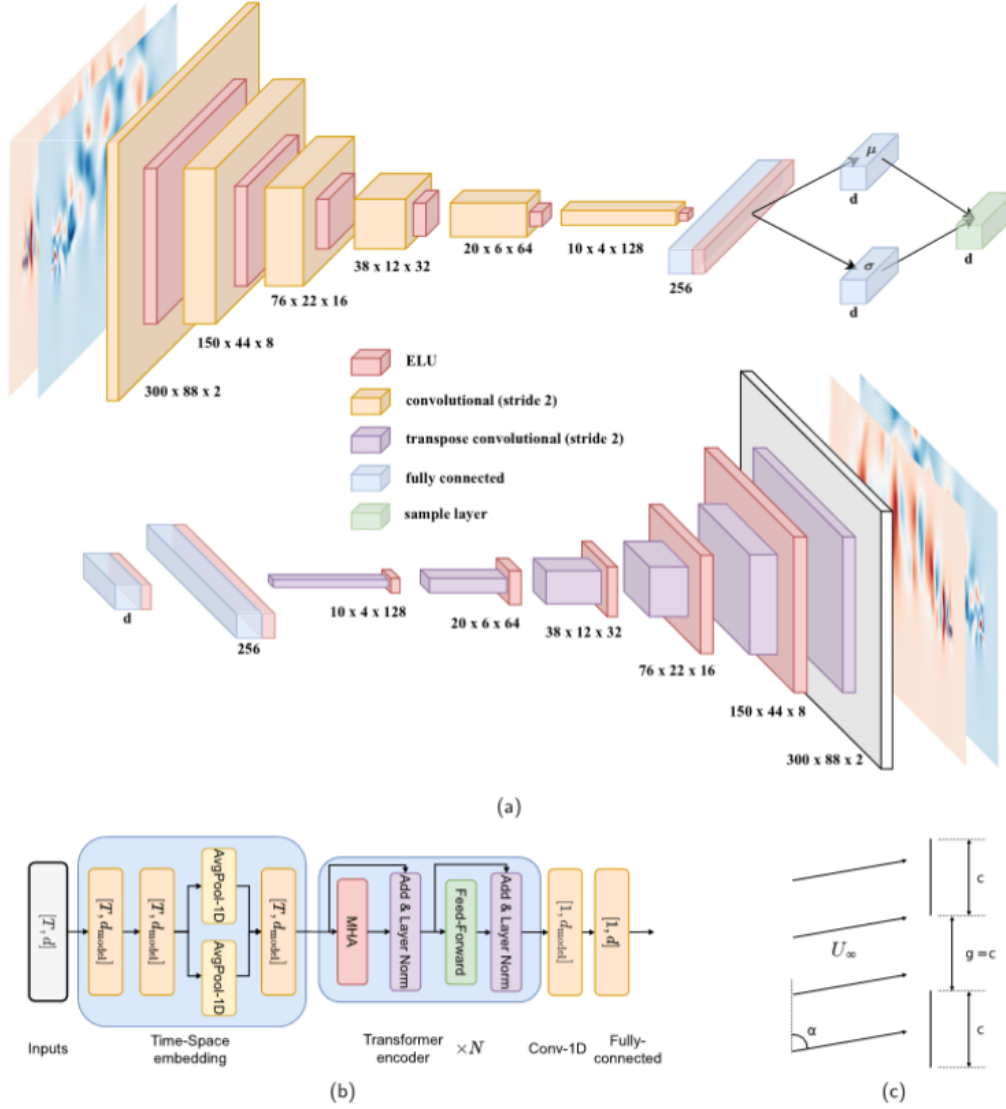 μ
d
σ
d
d
256
10 x 4 x 128
20 x 6 x 64
38 x 12 x 32
76 x 22 x 16
150 x 44 x 8
300 x 88 x 2
ELU
convolutional (stride 2)
transpose convolutional (stride 2)
fully connected
sample layer
d
256
10 x 4 x 128
20 x 6 x 64
38 x 12 x 32
76 x 22 x 16
150 x 44 x 8
300 x 88 x 2
(a)
[T, d]
[T, d_model]
[T, d_model]
AvgPool-1D
AvgPool-1D
[T, d_model]
MHA
Add & Layer Norm
Feed-Forward
Add & Layer Norm
[1, d_model]
[1, d]
Inputs
Time-Space
embedding
Transformer
encoder
×N
Conv-1D
Fully-
connected
(b)
c
U∞
g=c
α
c
(c)